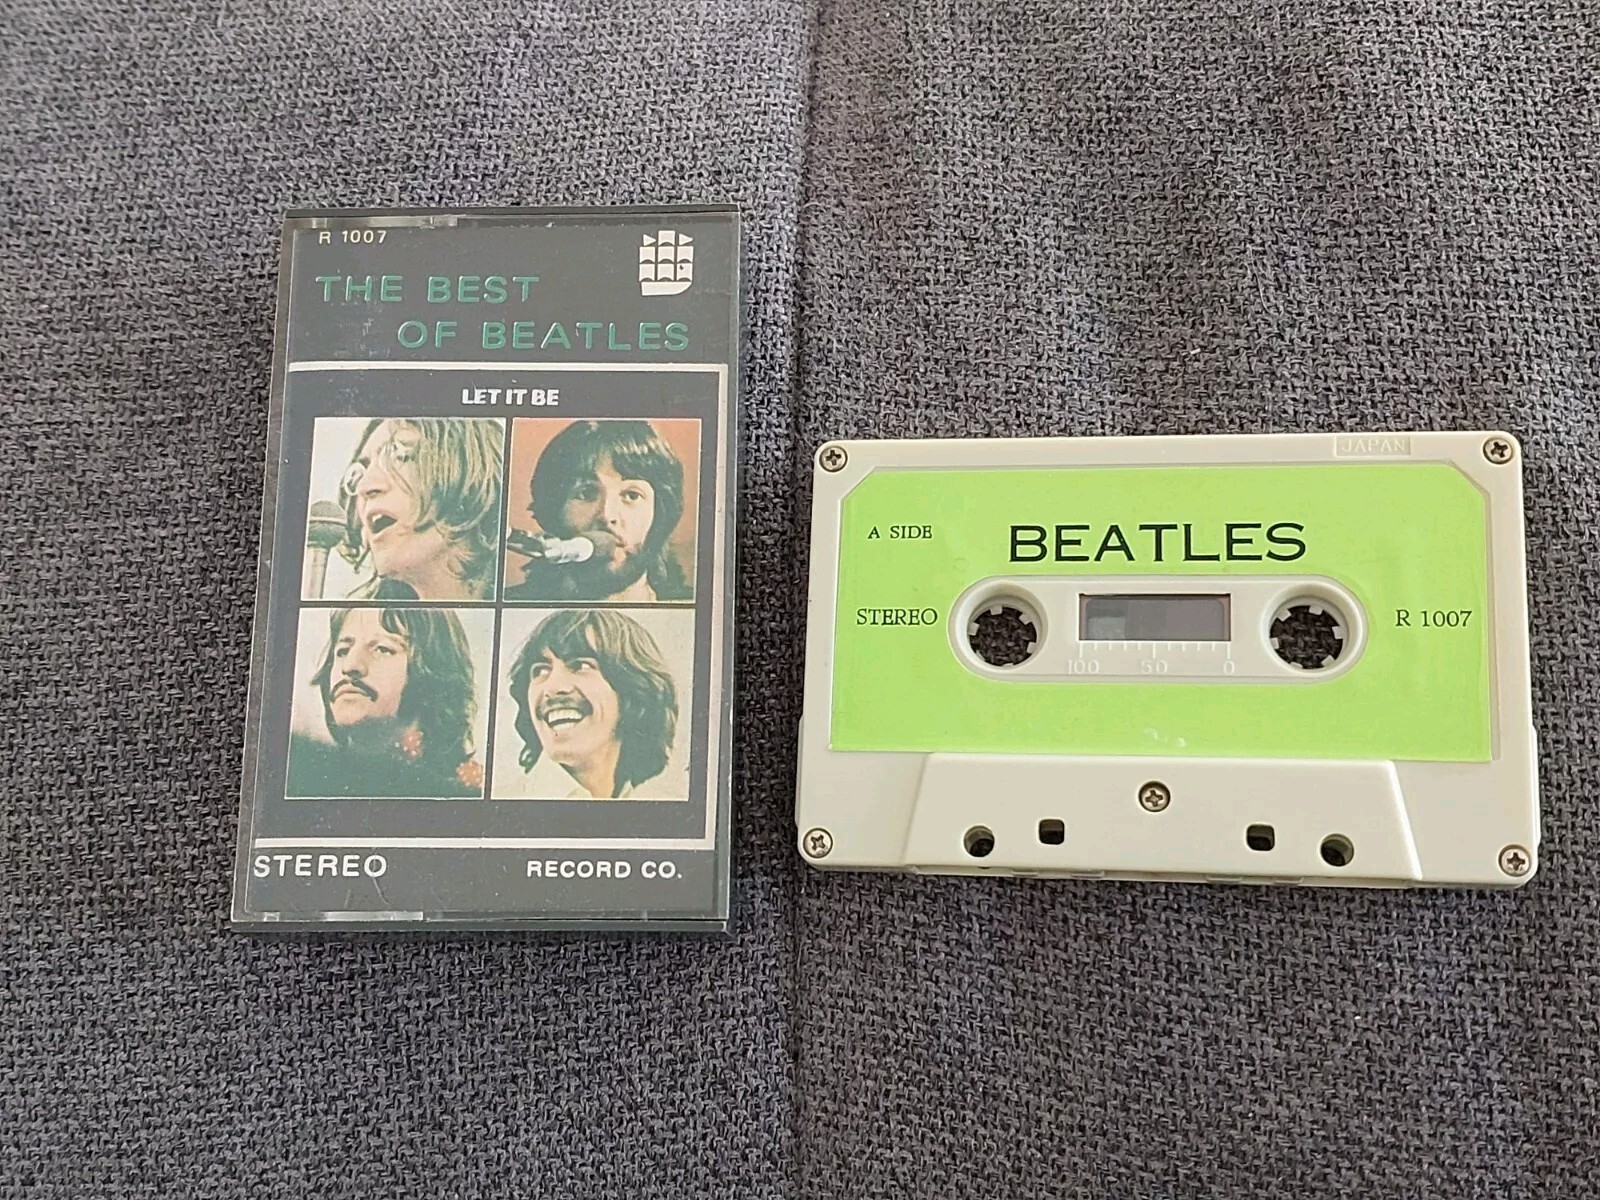 R 1007
THE BEST
OF BEATLES
LET IT BE
STEREO
RECORD CO.
JAPAN
A SIDE
BEATLES
STEREO
R 1007
100 50 0